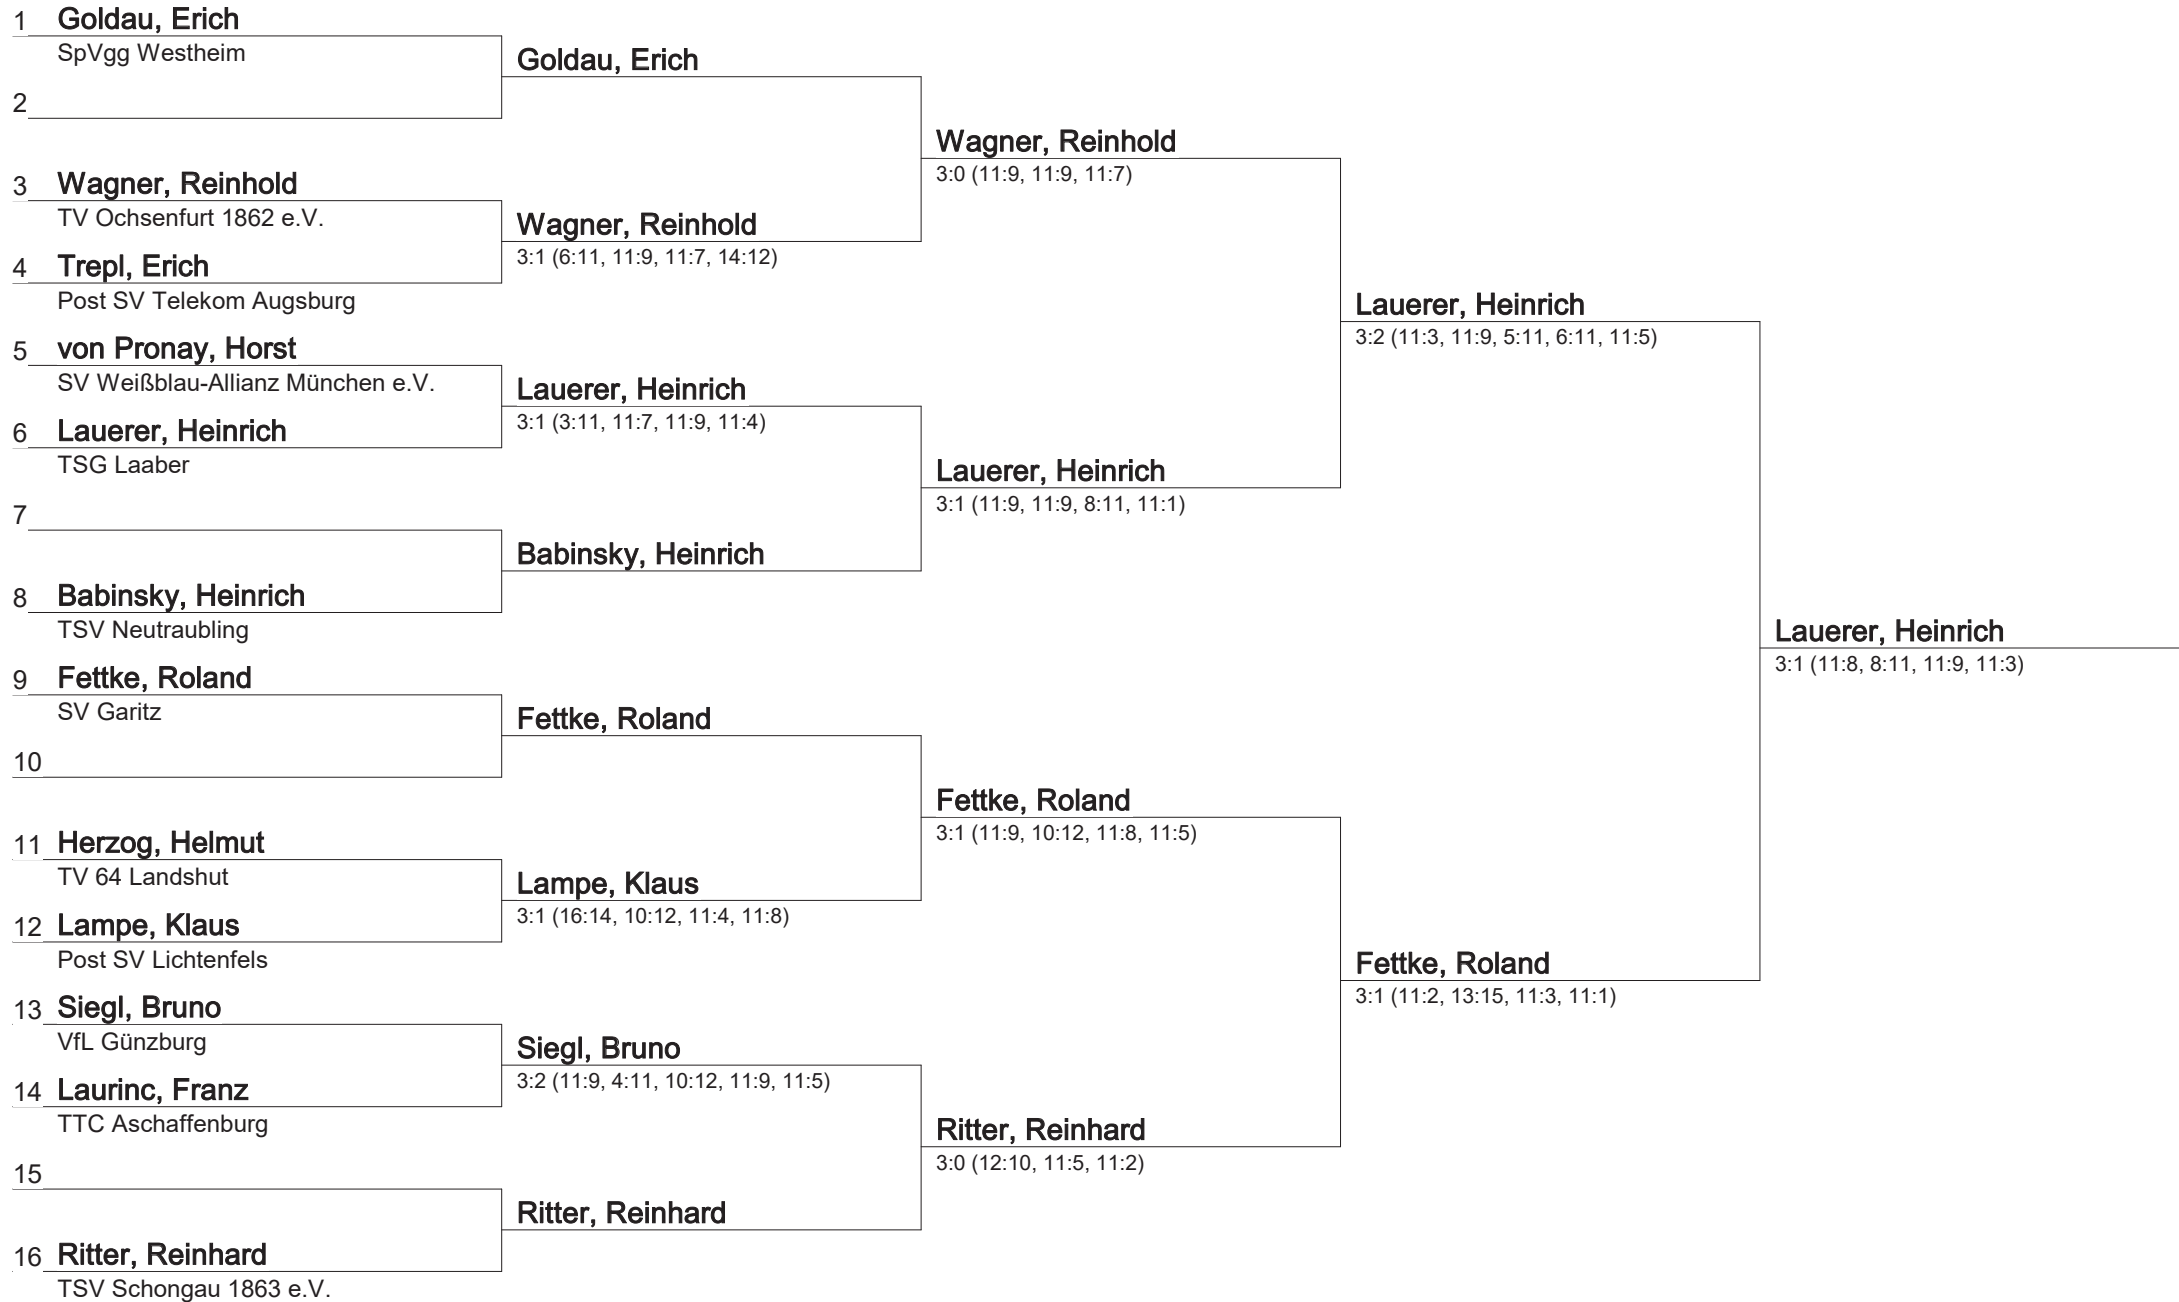 1 Goldau, Erich
SpVgg Westheim
2
3 Wagner, Reinhold
TV Ochsenfurt 1862 e.V.
4 Trepl, Erich
Post SV Telekom Augsburg
5 von Pronay, Horst
SV Weißblau-Allianz München e.V.
6 Lauerer, Heinrich
TSG Laaber
7
8 Babinsky, Heinrich
TSV Neutraubling
9 Fettke, Roland
SV Garitz
10
11 Herzog, Helmut
TV 64 Landshut
12 Lampe, Klaus
Post SV Lichtenfels
13 Siegl, Bruno
VfL Günzburg
14 Laurinc, Franz
TTC Aschaffenburg
15
16 Ritter, Reinhard
TSV Schongau 1863 e.V.
Goldau, Erich
Wagner, Reinhold
3:1 (6:11, 11:9, 11:7, 14:12)
Lauerer, Heinrich
3:1 (3:11, 11:7, 11:9, 11:4)
Babinsky, Heinrich
Fettke, Roland
Lampe, Klaus
3:1 (16:14, 10:12, 11:4, 11:8)
Siegl, Bruno
3:2 (11:9, 4:11, 10:12, 11:9, 11:5)
Ritter, Reinhard
Wagner, Reinhold
3:0 (11:9, 11:9, 11:7)
Lauerer, Heinrich
3:1 (11:9, 11:9, 8:11, 11:1)
Fettke, Roland
3:1 (11:9, 10:12, 11:8, 11:5)
Ritter, Reinhard
3:0 (12:10, 11:5, 11:2)
Lauerer, Heinrich
3:2 (11:3, 11:9, 5:11, 6:11, 11:5)
Fettke, Roland
3:1 (11:2, 13:15, 11:3, 11:1)
Lauerer, Heinrich
3:1 (11:8, 8:11, 11:9, 11:3)